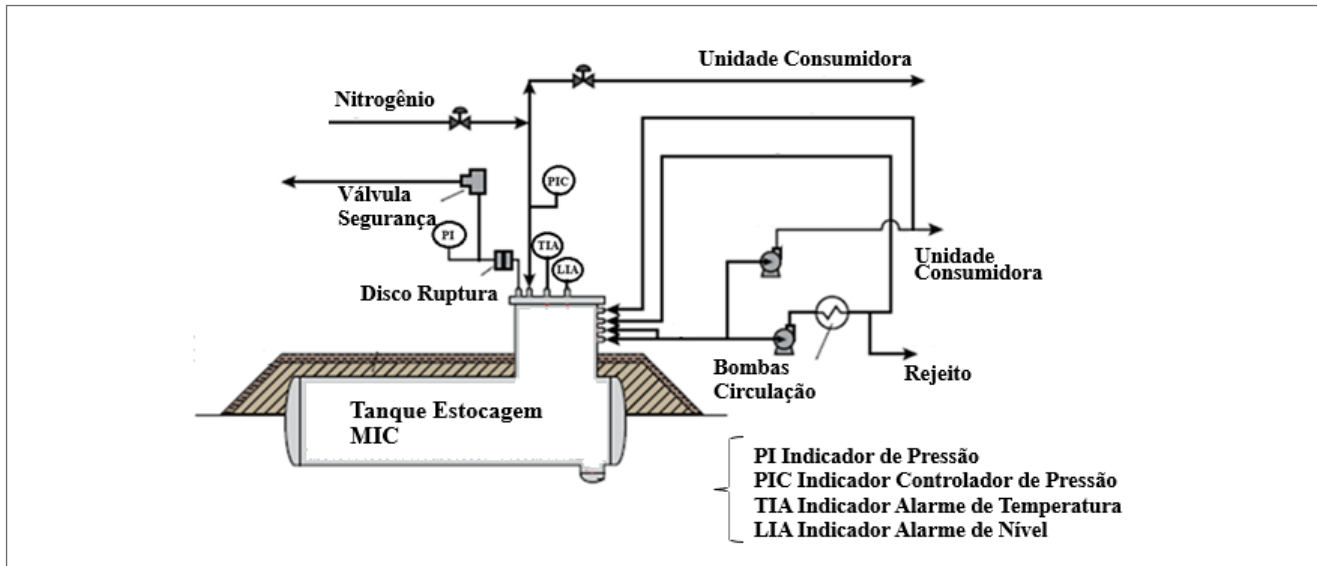 Unidade Consumidora
Nitrogênio
PIC
Válvula
Segurança
PI
TIA
LIA
Disco Ruptura
Unidade
Consumidora
Bombas
Circulação
Rejeito
Tanque Estocagem
MIC
PI Indicador de Pressão
PIC Indicador Controlador de Pressão
TIA Indicador Alarme de Temperatura
LIA Indicador Alarme de Nível